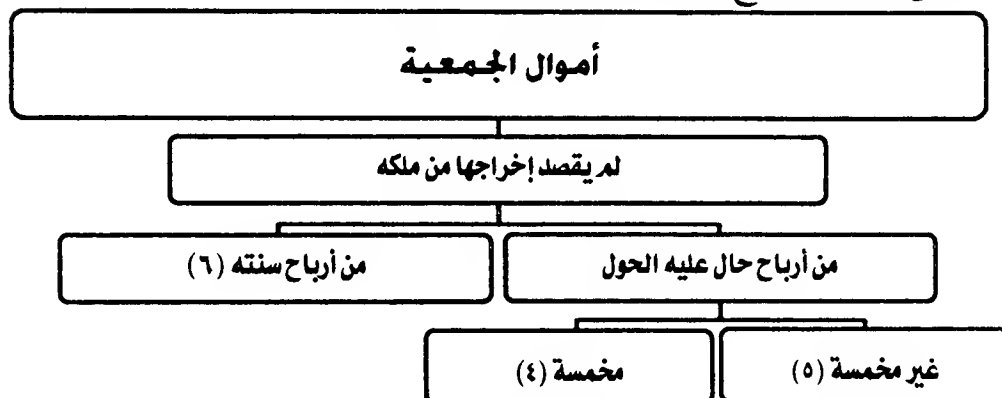 أموال الجمعية
لم يقصد إخراجها من ملكه
من أرباح حال عليه الحول
من أرباح سنته (٦)
غير مخمسة (٥)
مخمسة (٤)